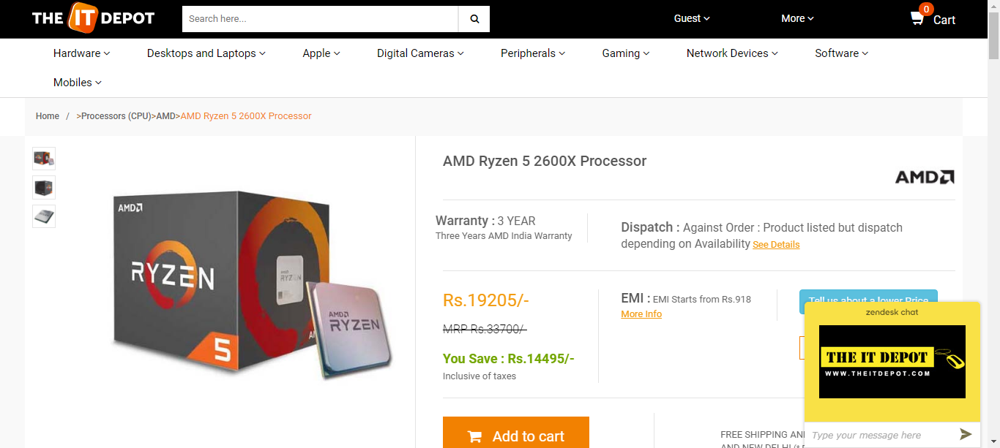 THE IT DEPOT
Search here...
Guest
More
0
Cart
Hardware
Desktops and Laptops
Apple
Digital Cameras
Peripherals
Gaming
Network Devices
Software
Mobiles
Home / >Processors (CPU)>AMD>AMD Ryzen 5 2600X Processor
AMD
RYZEN
5
AMD
RYZEN
AMD Ryzen 5 2600X Processor
AMD
Warranty : 3 YEAR
Three Years AMD India Warranty
Dispatch : Against Order : Product listed but dispatch
depending on Availability See Details
Rs.19205/-
MRP Rs.33700/-
You Save : Rs.14495/-
Inclusive of taxes
EMI : EMI Starts from Rs.918
More Info
Tell us about a lower Price
Add to cart
FREE SHIPPING
AND NEW DELHI
zendesk chat
THE IT DEPOT
WWW.THEITDEPOT.COM
Type your message here